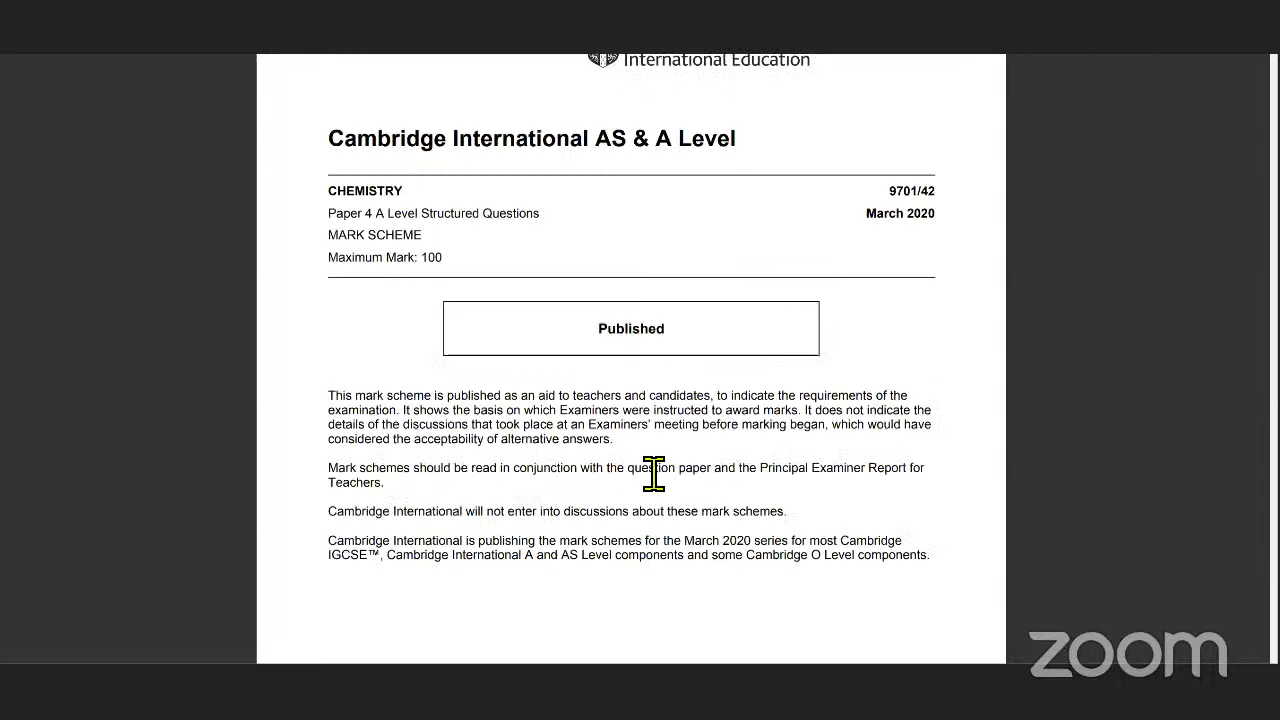 International Education
Cambridge International AS & A Level
CHEMISTRY 9701/42
Paper 4 A Level Structured Questions March 2020
MARK SCHEME
Maximum Mark: 100
Published
This mark scheme is published as an aid to teachers and candidates, to indicate the requirements of the
examination. It shows the basis on which Examiners were instructed to award marks. It does not indicate the
details of the discussions that took place at an Examiners’ meeting before marking began, which would have
considered the acceptability of alternative answers.
Mark schemes should be read in conjunction with the question paper and the Principal Examiner Report for
Teachers.
Cambridge International will not enter into discussions about these mark schemes.
Cambridge International is publishing the mark schemes for the March 2020 series for most Cambridge
IGCSE™, Cambridge International A and AS Level components and some Cambridge O Level components.
zoom